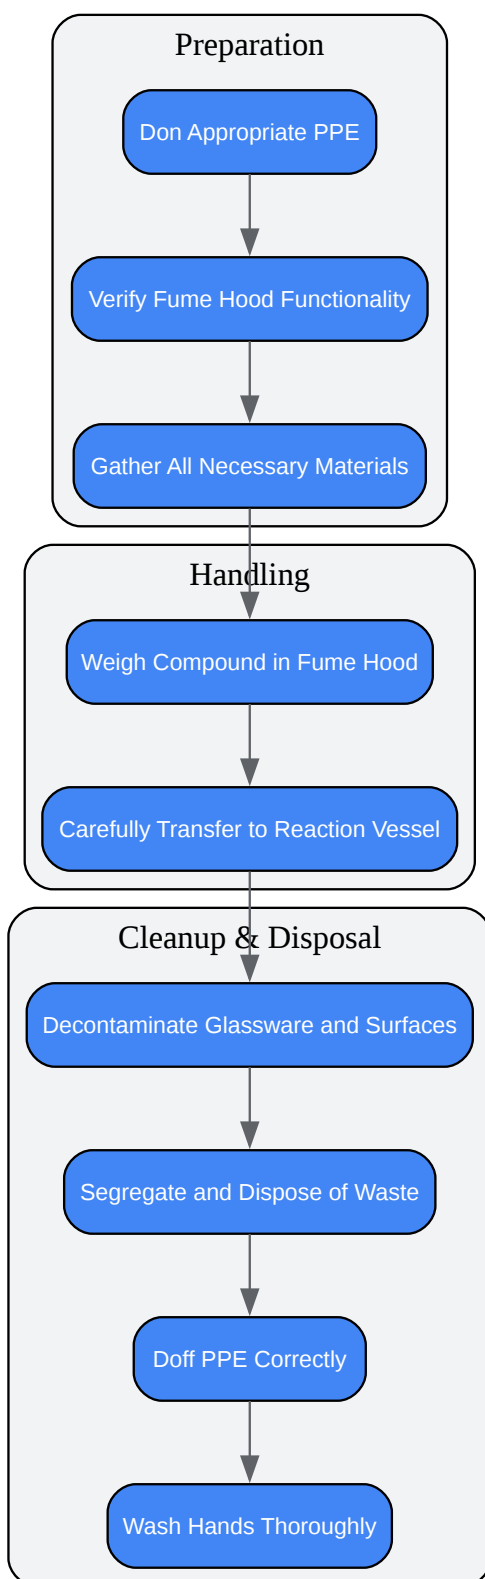 Preparation
Don Appropriate PPE
Verify Fume Hood Functionality
Gather All Necessary Materials
Handling
Weigh Compound in Fume Hood
Carefully Transfer to Reaction Vessel
Cleanup & Disposal
Decontaminate Glassware and Surfaces
Segregate and Dispose of Waste
Doff PPE Correctly
Wash Hands Thoroughly